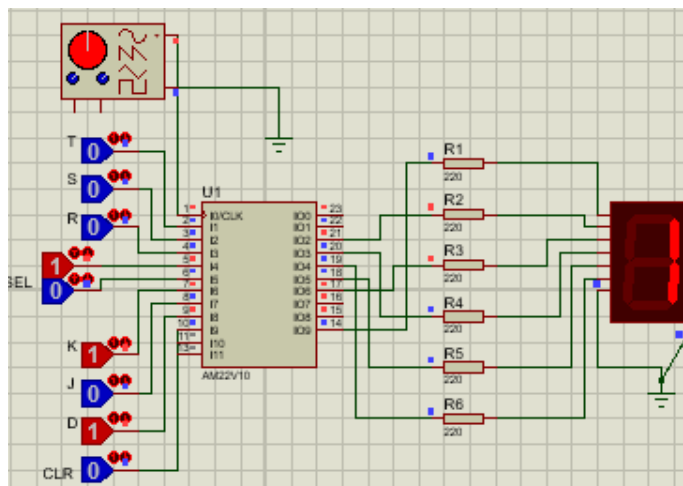 T
0
S
0
R
0
1
SEL
0
K
1
J
0
D
1
CLR
0
U1
1
2
3
4
5
6
7
8
9
10
11
13
I0/CLK
I1
I2
I3
I4
I5
I6
I7
I8
I9
I10
I11
IO0
IO1
IO2
IO3
IO4
IO5
IO6
IO7
IO8
IO9
23
22
21
20
19
18
17
16
15
14
AM22V10
R1
220
R2
220
R3
220
R4
220
R5
220
R6
220
1